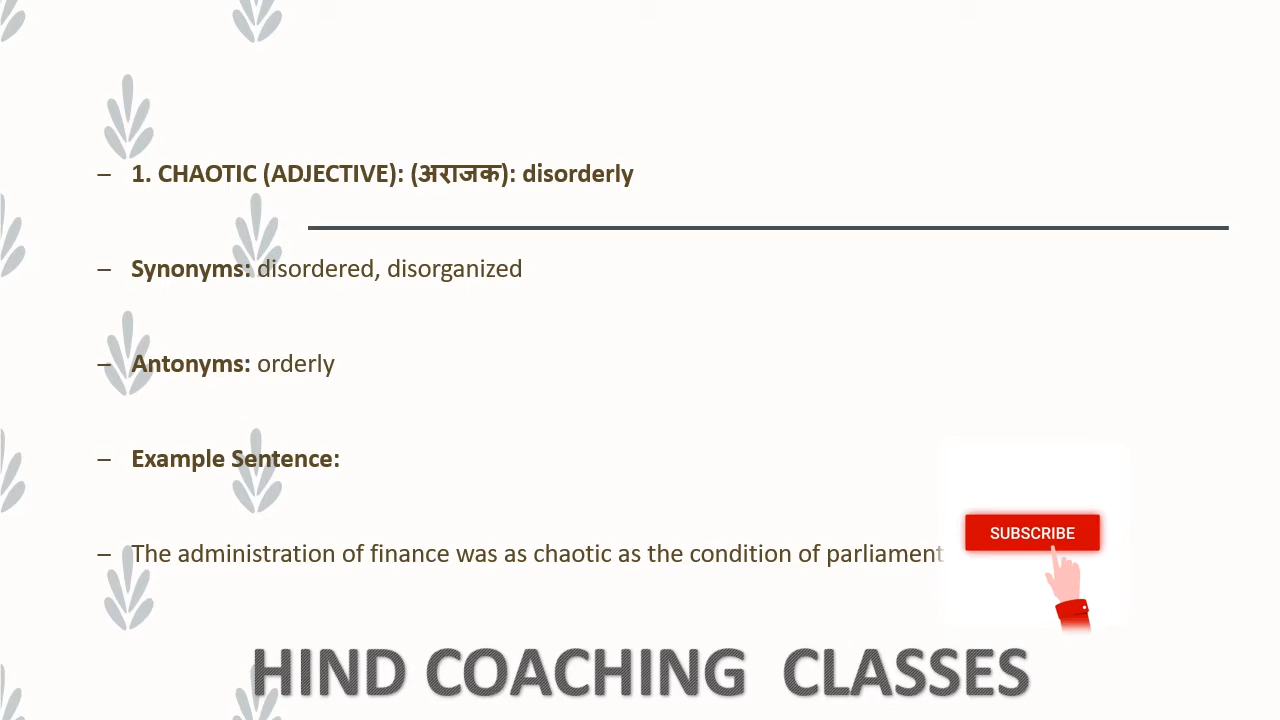 – 1. CHAOTIC (ADJECTIVE): (अराजक): disorderly
– Synonyms: disordered, disorganized
– Antonyms: orderly
– Example Sentence:
– The administration of finance was as chaotic as the condition of parliament
SUBSCRIBE
HIND COACHING CLASSES